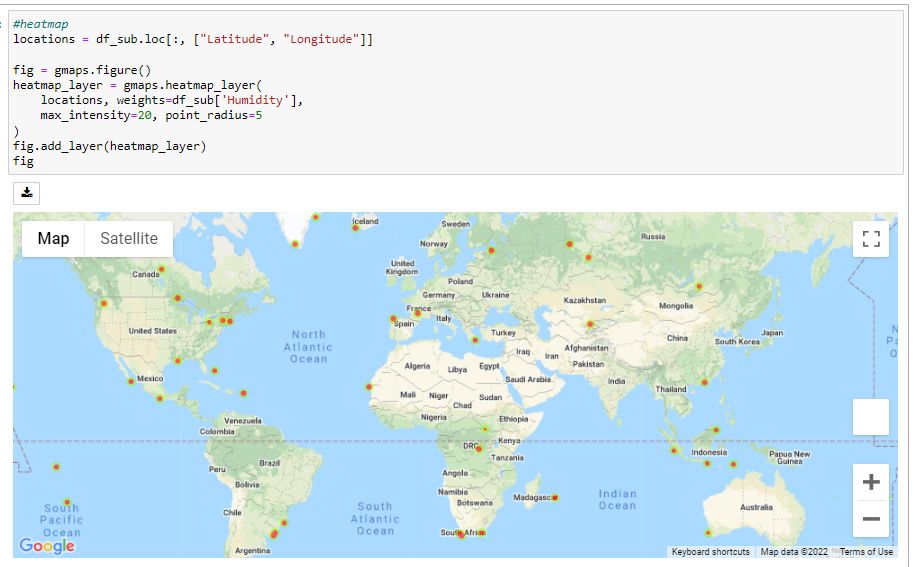 #heatmap
locations = df_sub.loc[:, ["Latitude", "Longitude"]]
fig = gmaps.figure()
heatmap_layer = gmaps.heatmap_layer(
locations, weights=df_sub['Humidity'],
max_intensity=20, point_radius=5
)
fig.add_layer(heatmap_layer)
fig
Map
Satellite
Iceland
Sweden
Norway
Russia
Canada
United
Kingdom
Poland
Germany
Ukraine
Kazakhstan
Mongolia
France
Italy
Spain
United States
North
Atlantic
Ocean
Turkey
China
Japan
South Korea
Iraq
Iran
Afghanistan
Pakistan
Algeria
Libya
Egypt
Saudi Arabia
India
Thailand
Mexico
Mali
Niger
Chad
Sudan
Nigeria
Ethiopia
Venezuela
Colombia
DRC
Kenya
Indonesia
Papua New
Guinea
Tanzania
Peru
Brazil
Bolivia
Angola
Namibia
Botswana
Madagascar
Indian
Ocean
Australia
South
Pacific
Ocean
South
Atlantic
Ocean
Chile
South Africa
Argentina
Google
Keyboard shortcuts
Map data ©2022
Terms of Use